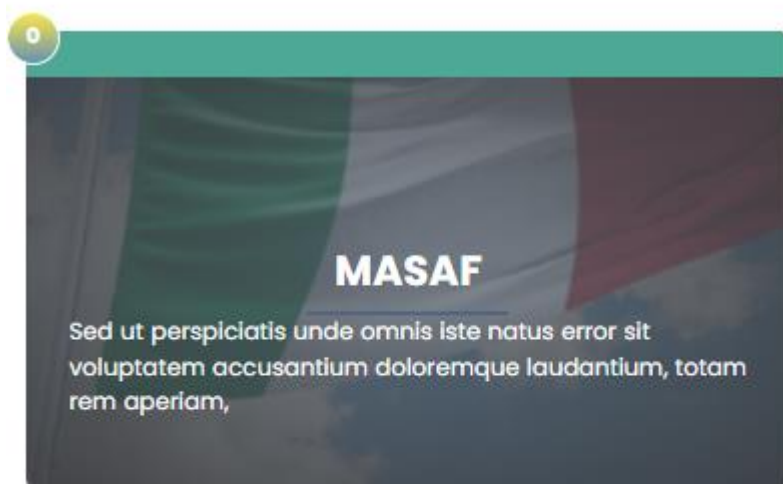 0
MASAF
Sed ut perspiciatis unde omnis iste natus error sit
voluptatem accusantium doloremque laudantium, totam
rem aperiam,